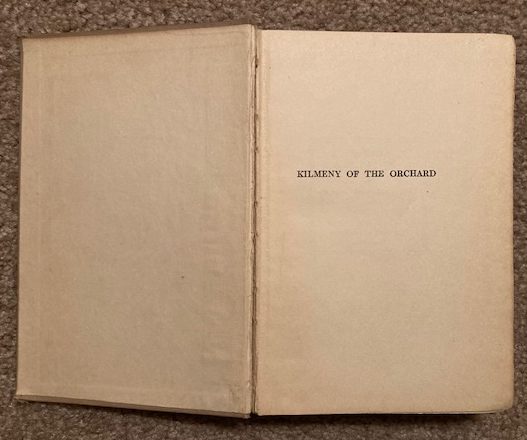 KILMENY OF THE ORCHARD